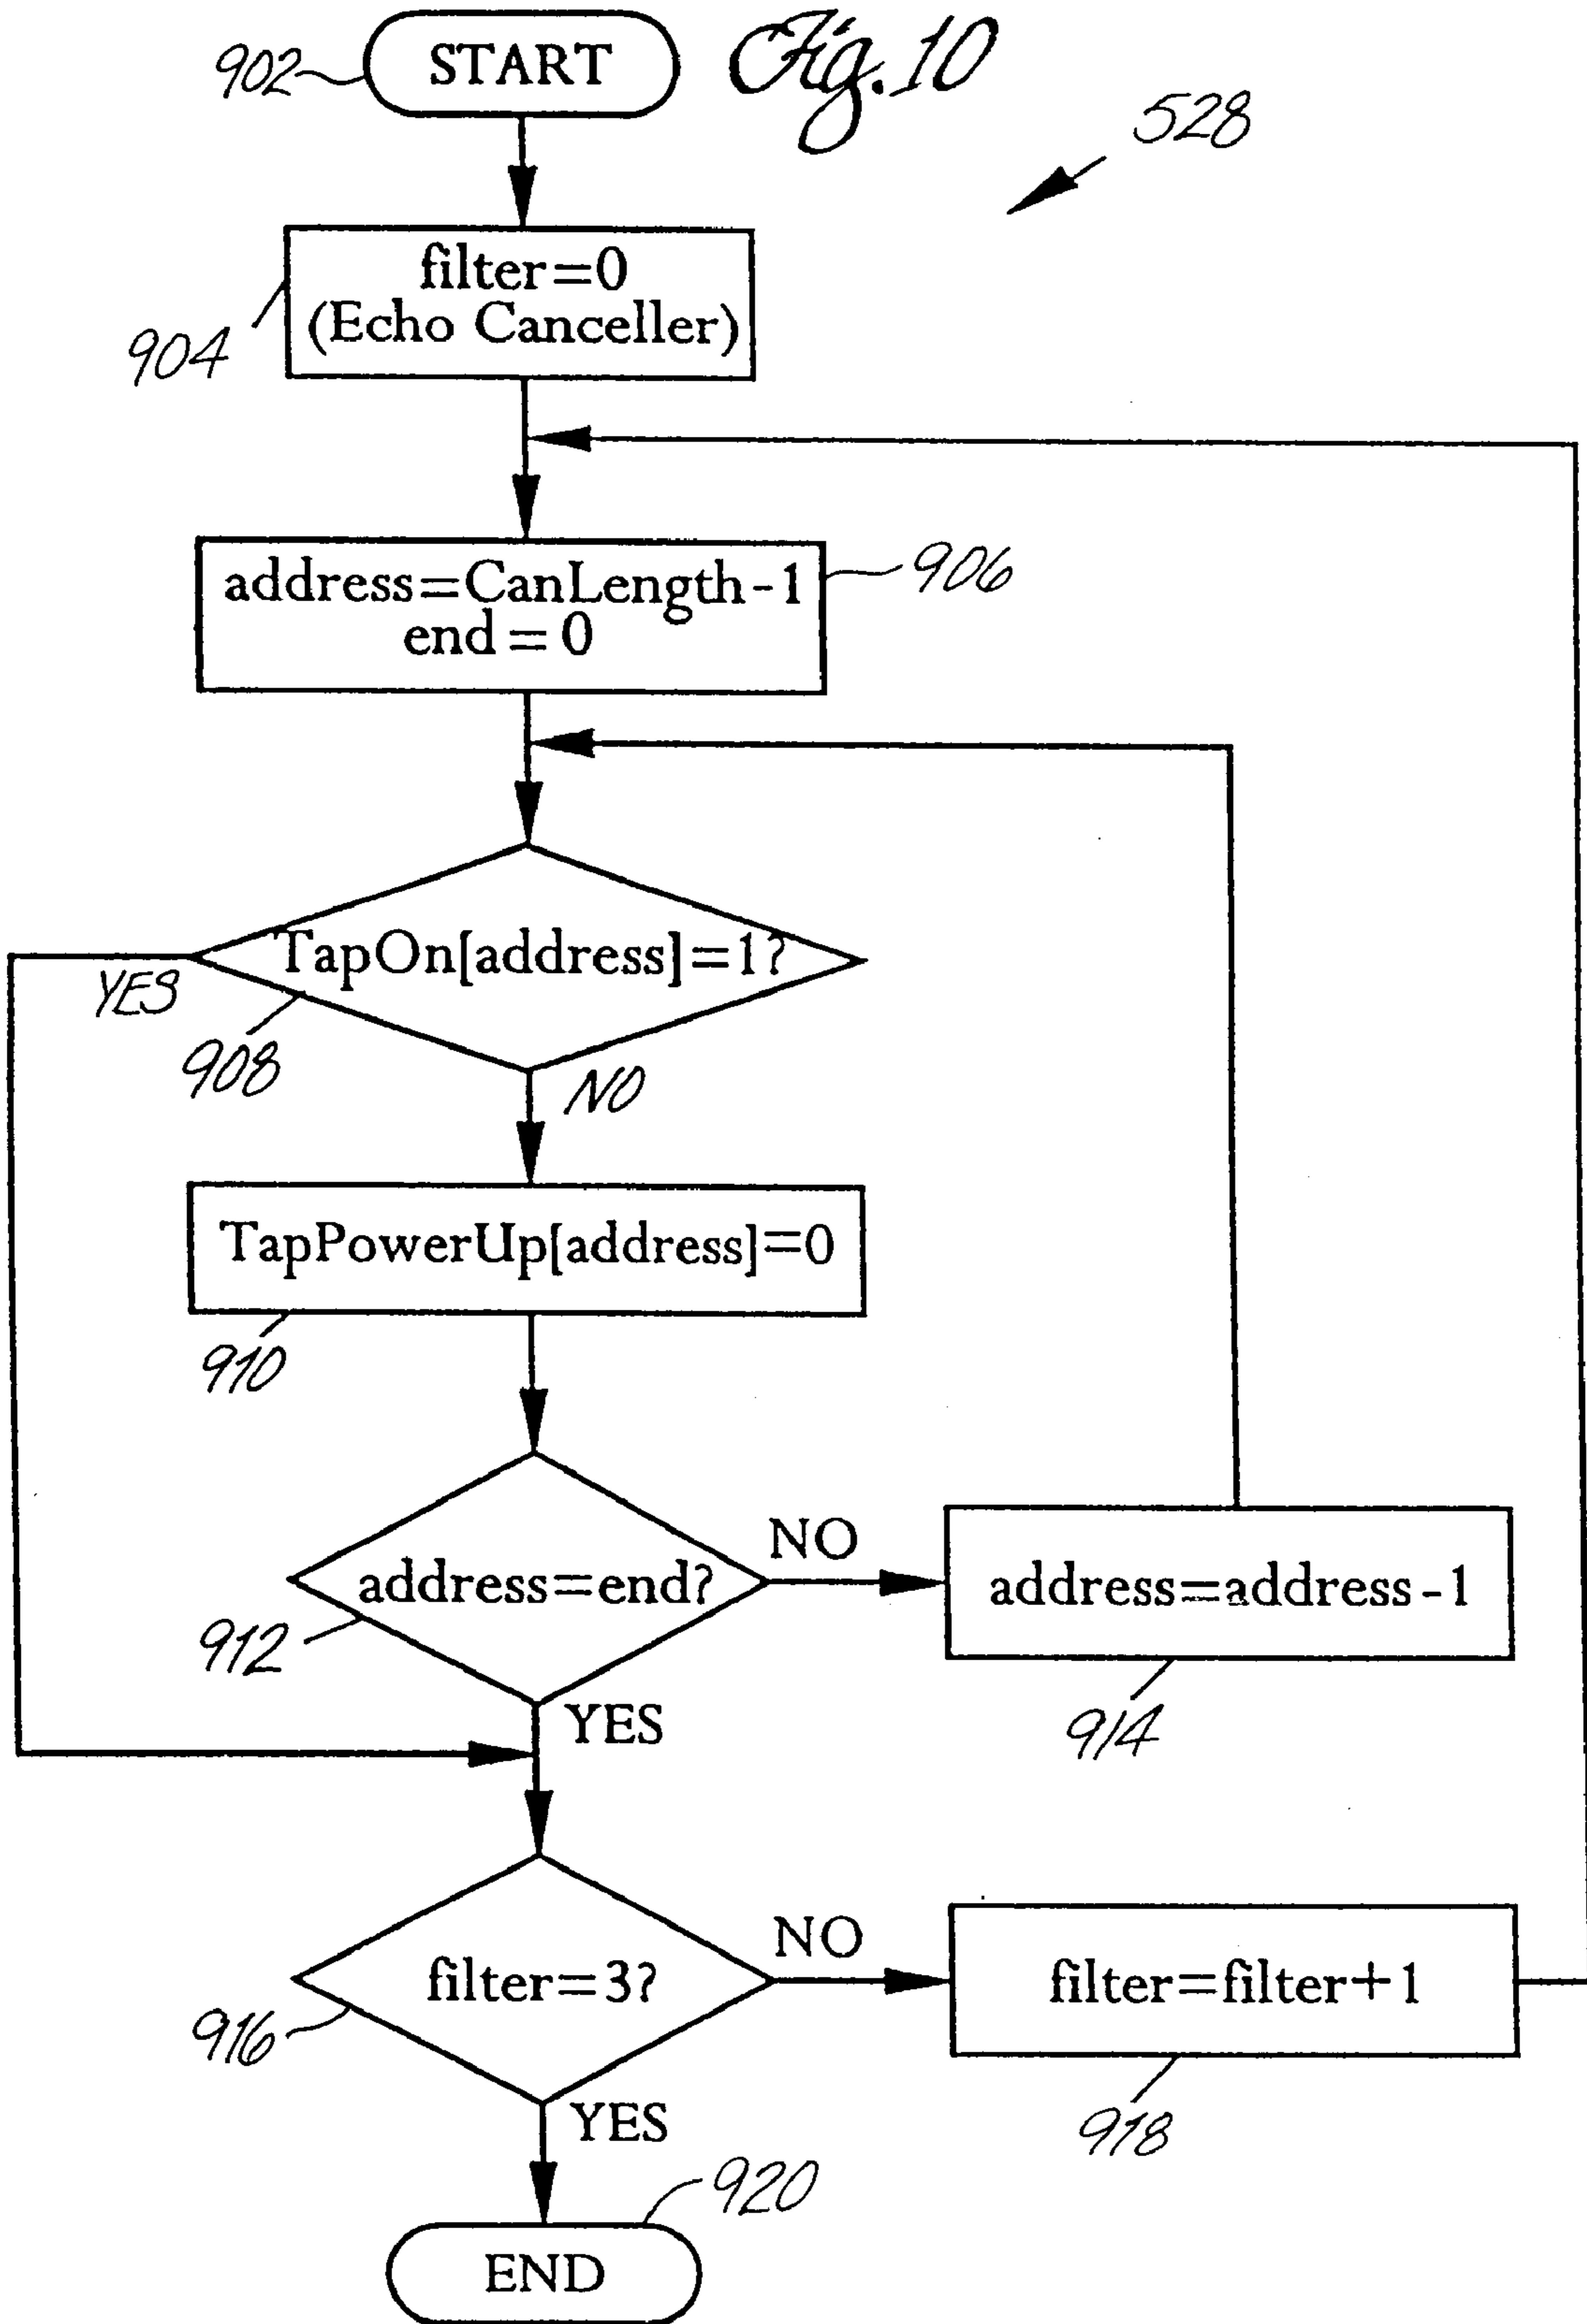 902
START
Fig. 10
528
filter=0
(Echo Canceller)
904
address=CanLength-1
end=0
906
TapOn[address]=1?
YES
908
NO
TapPowerUp[address]=0
910
address=end?
NO
address=address-1
912
YES
914
filter=3?
NO
filter=filter+1
916
YES
918
920
END